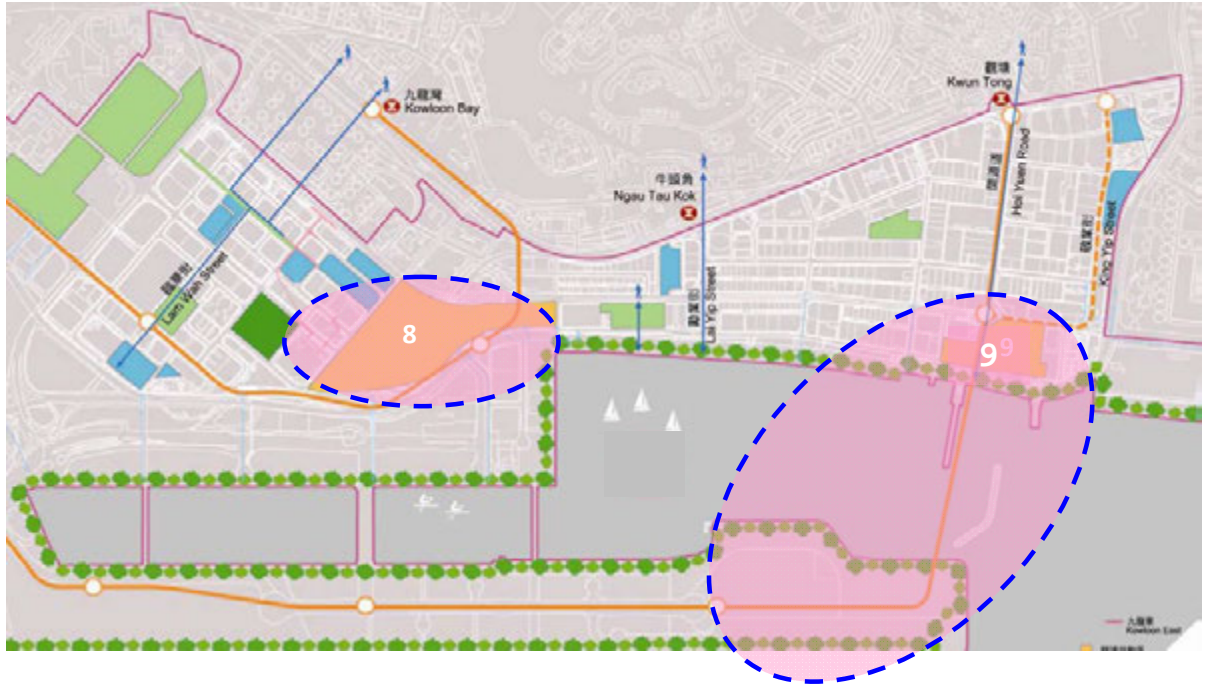 九龍灣
Kowloon Bay
觀塘
Kwun Tong
牛頭角
Ngau Tau Kok
開源道
Hoi Yuen Road
敬業街
King Yip Street
勵業街
Lai Yip Street
臨華街
Lam Wah Street
8
9
9
九龍東
Kowloon East